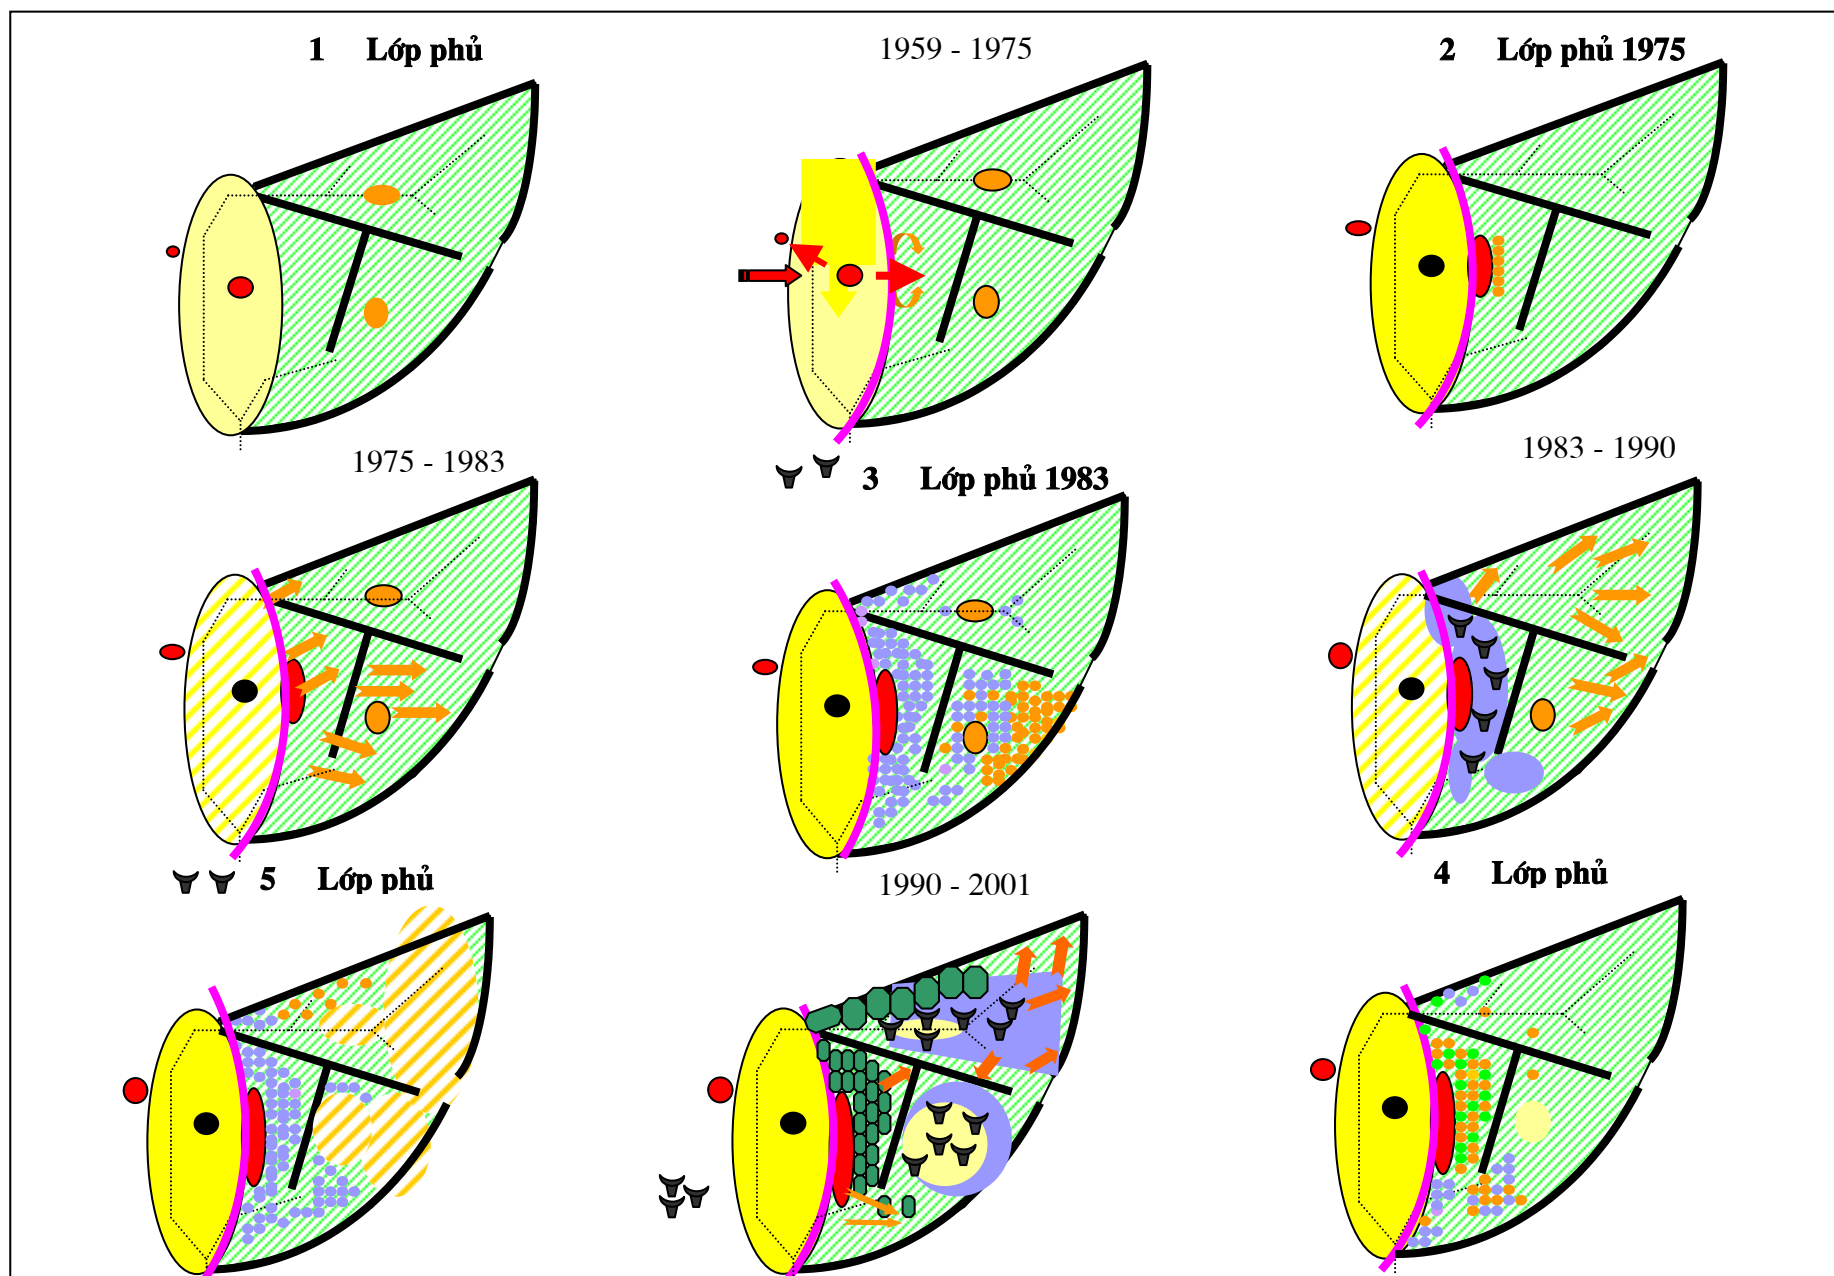 1 Lớp phủ
1959 - 1975
2 Lớp phủ 1975
1975 - 1983
3 Lớp phủ 1983
1983 - 1990
5 Lớp phủ
1990 - 2001
4 Lớp phủ